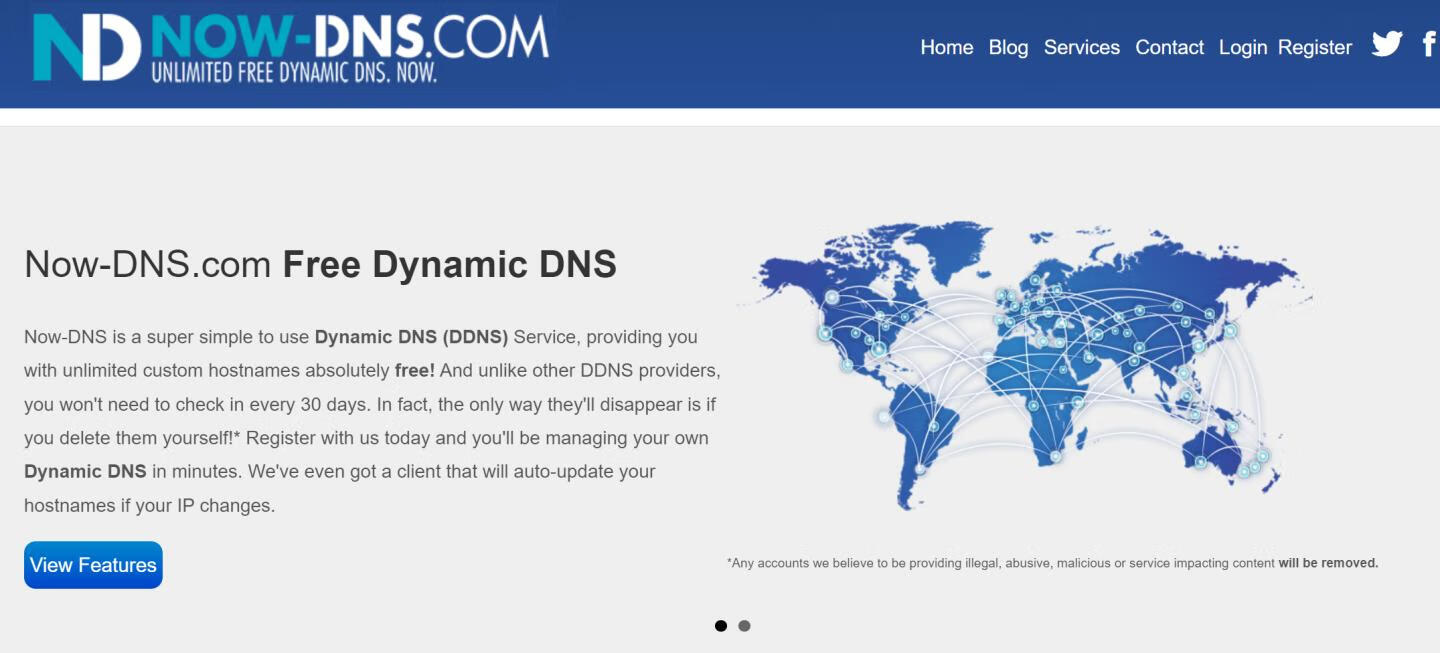 ND NOW-DNS.COM
UNLIMITED FREE DYNAMIC DNS. NOW.
Home Blog Services Contact Login Register
Now-DNS.com Free Dynamic DNS
Now-DNS is a super simple to use Dynamic DNS (DDNS) Service, providing you
with unlimited custom hostnames absolutely free! And unlike other DDNS providers,
you won't need to check in every 30 days. In fact, the only way they'll disappear is if
you delete them yourself!* Register with us today and you'll be managing your own
Dynamic DNS in minutes. We've even got a client that will auto-update your
hostnames if your IP changes.
View Features
*Any accounts we believe to be providing illegal, abusive, malicious or service impacting content will be removed.